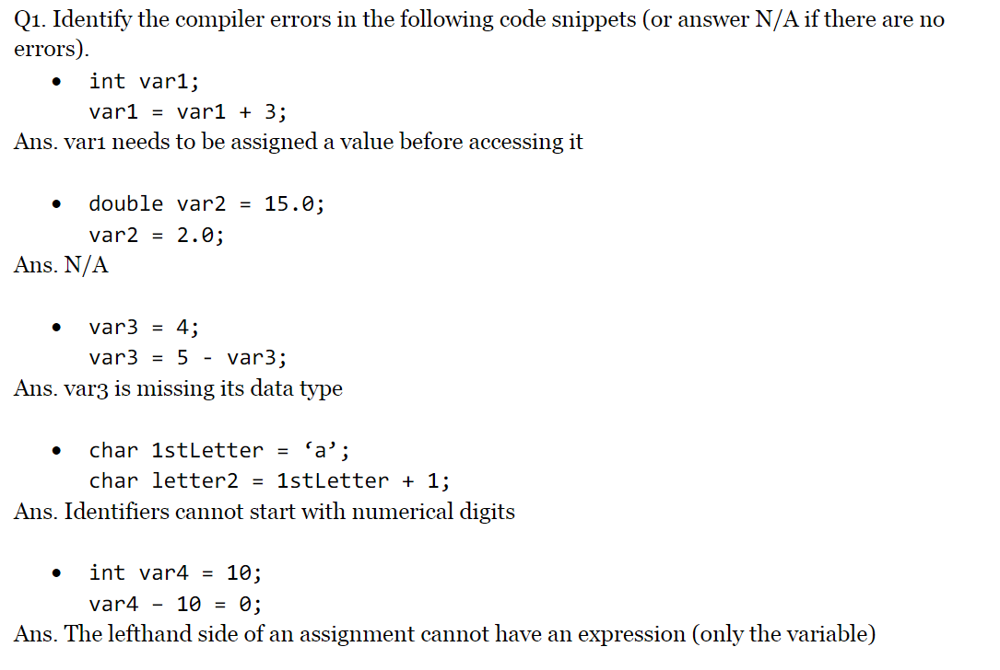 Q1. Identify the compiler errors in the following code snippets (or answer N/A if there are no
errors).
• int var1;
var1 = var1 + 3;
Ans. var1 needs to be assigned a value before accessing it
• double var2 = 15.0;
var2 = 2.0;
Ans. N/A
• var3 = 4;
var3 = 5 - var3;
Ans. var3 is missing its data type
• char 1stLetter = ‘a’;
char letter2 = 1stLetter + 1;
Ans. Identifiers cannot start with numerical digits
• int var4 = 10;
var4 – 10 = 0;
Ans. The lefthand side of an assignment cannot have an expression (only the variable)